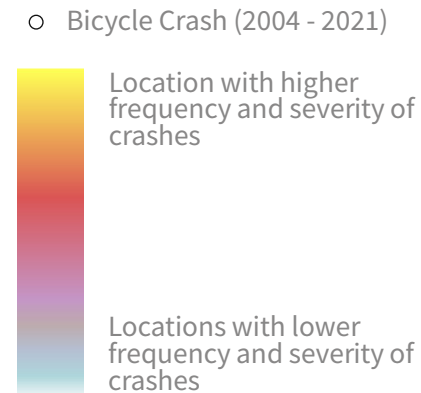 Bicycle Crash (2004 - 2021)
Location with higher
frequency and severity of
crashes
Locations with lower
frequency and severity of
crashes